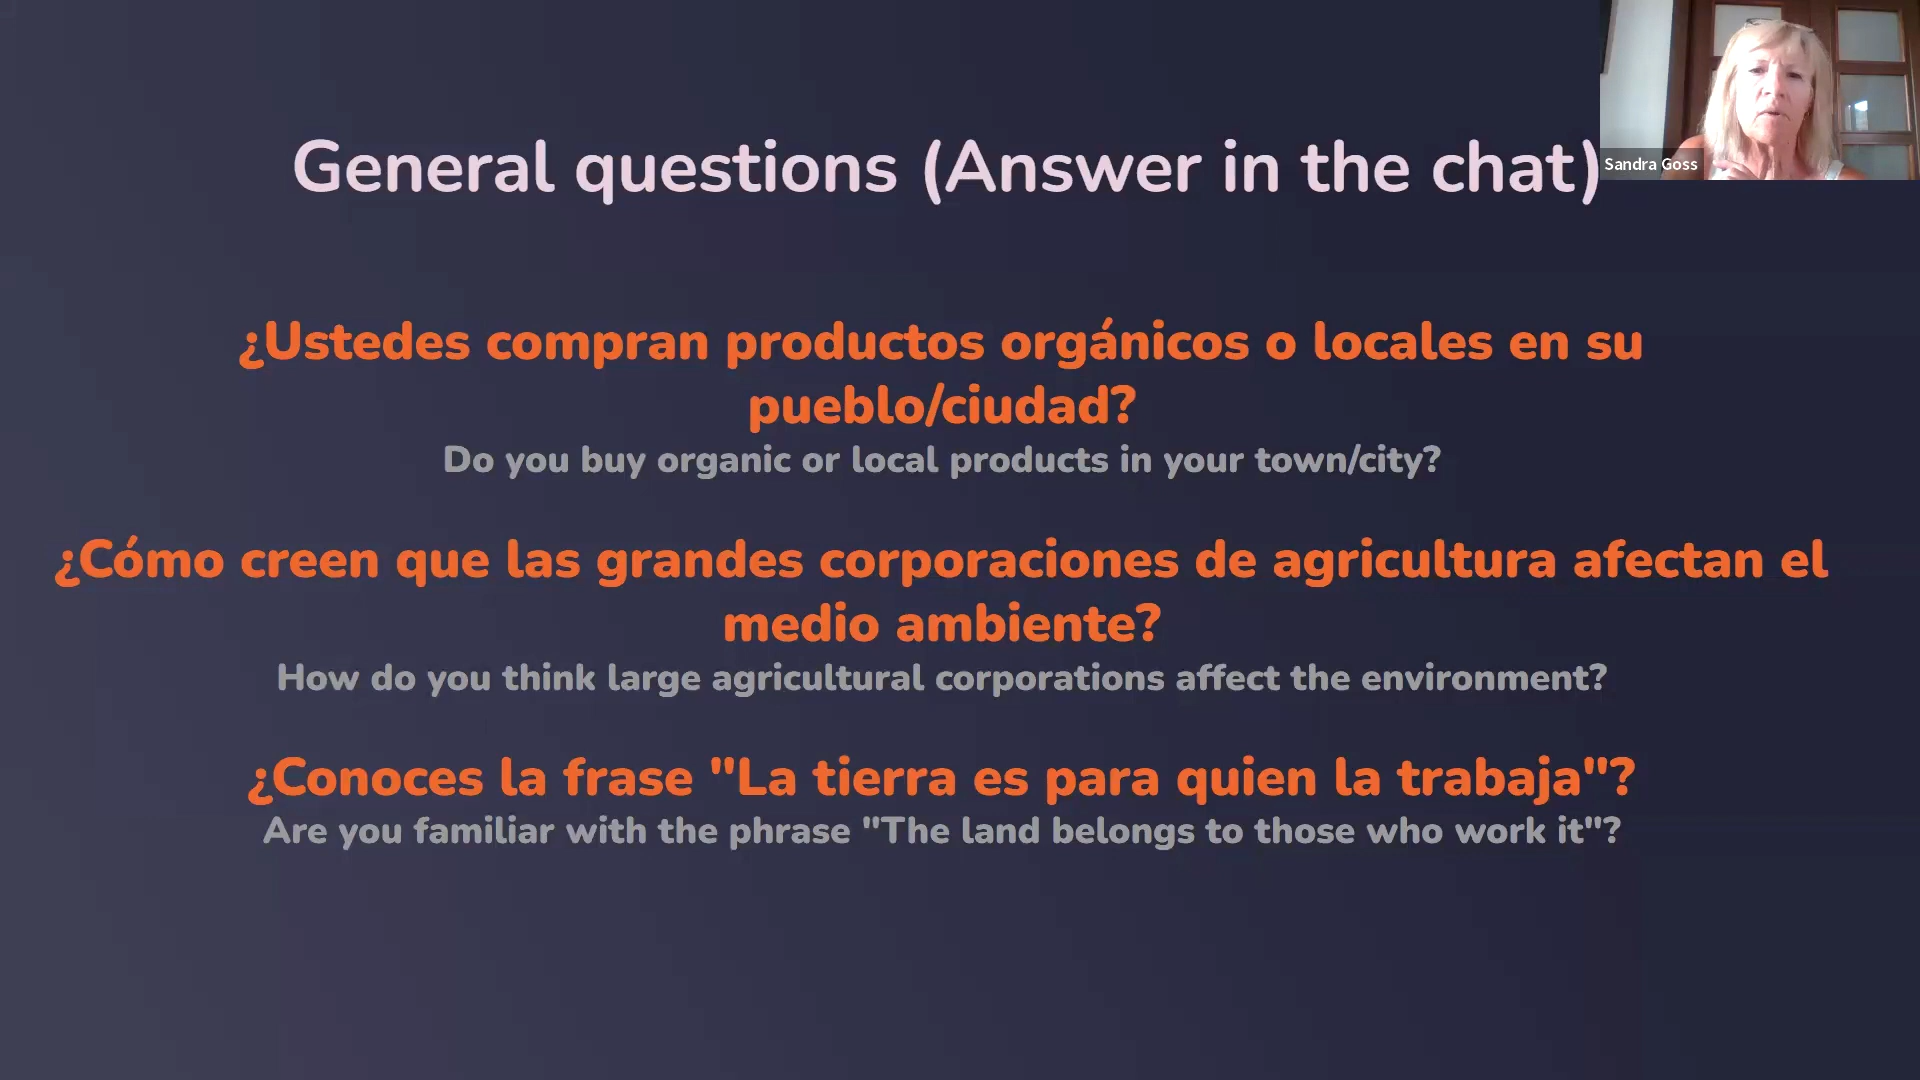 General questions (Answer in the chat)
Sandra Goss
¿Ustedes compran productos orgánicos o locales en su
pueblo/ciudad?
Do you buy organic or local products in your town/city?
¿Cómo creen que las grandes corporaciones de agricultura afectan el
medio ambiente?
How do you think large agricultural corporations affect the environment?
¿Conoces la frase "La tierra es para quien la trabaja"?
Are you familiar with the phrase "The land belongs to those who work it"?